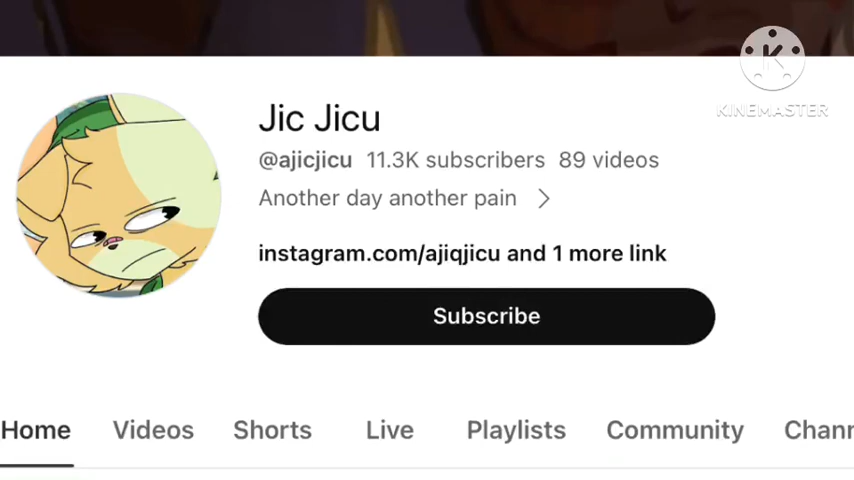 K
KINEMASTER
Jic Jicu
@ajicjicu 11.3K subscribers 89 videos
Another day another pain
instagram.com/ajiqjicu and 1 more link
Subscribe
Home Videos Shorts Live Playlists Community Chann